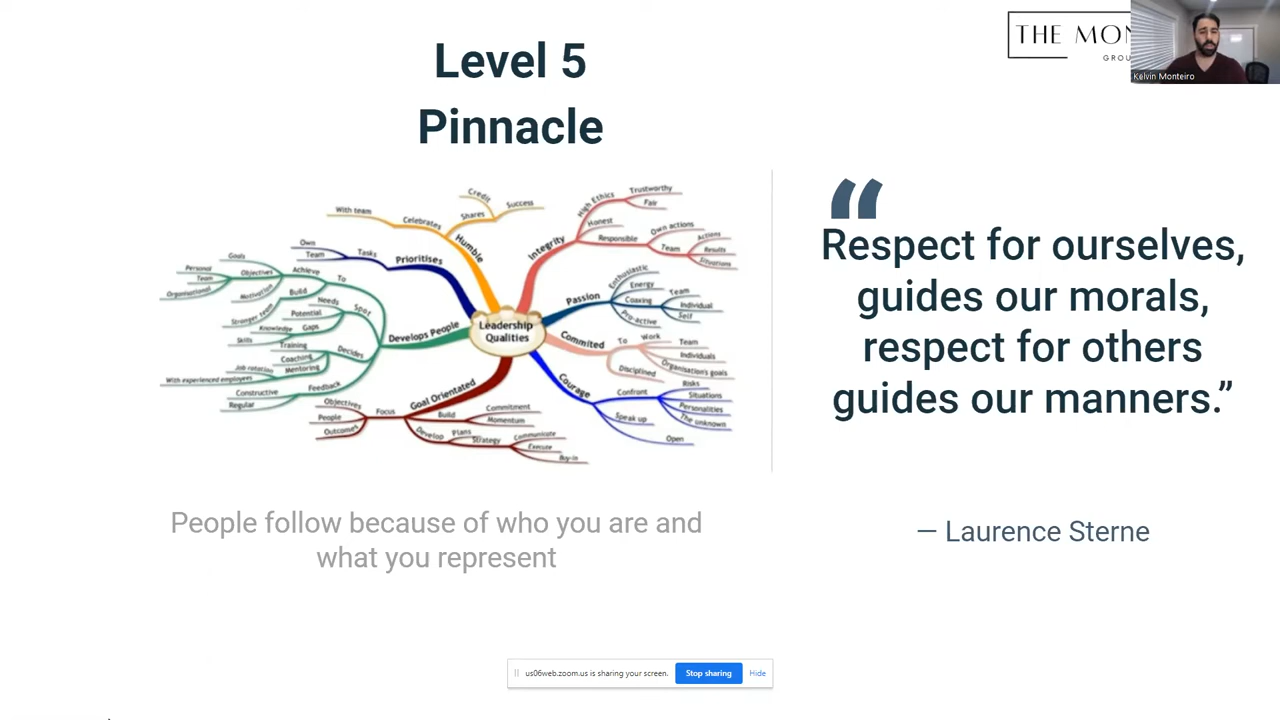 Level 5
Pinnacle
THE MON
GROU
Kelvin Monteiro
“
Respect for ourselves,
guides our morals,
respect for others
guides our manners.”
— Laurence Sterne
Leadership
Qualities
Humble
Celebrates
With team
Shares
Credit
Success
Integrity
High Ethics
Trustworthy
Fair
Honest
Responsible
Own actions
Team
Actions
Results
Situations
Passion
Enthusiastic
Energy
Coaxing
Team
Individual
Self
Pro-active
Commited
To
Work
Team
Individuals
Organisation's goals
Disciplined
Courage
Confront
Risks
Situations
Personalities
The unknown
Speak up
Open
Goal Orientated
Focus
Objectives
People
Outcomes
Build
Commitment
Momentum
Develop
Plans
Strategy
Communicate
Execute
Buy-in
Develops People
To
Achieve
Objectives
Goals
Personal
Team
Organisational
Build
Motivation
Stronger team
Spot
Needs
Potential
Gaps
Knowledge
Skills
Decides
Training
Coaching
Mentoring
Job rotation
With experienced employees
Feedback
Constructive
Regular
Prioritises
Tasks
Own
Team
People follow because of who you are and
what you represent
us06web.zoom.us is sharing your screen.
Stop sharing
Hide